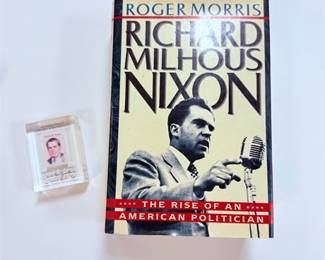 ROGER MORRIS
RICHARD
MILHOUS
NIXON
THE RISE OF AN
AMERICAN POLITICIAN